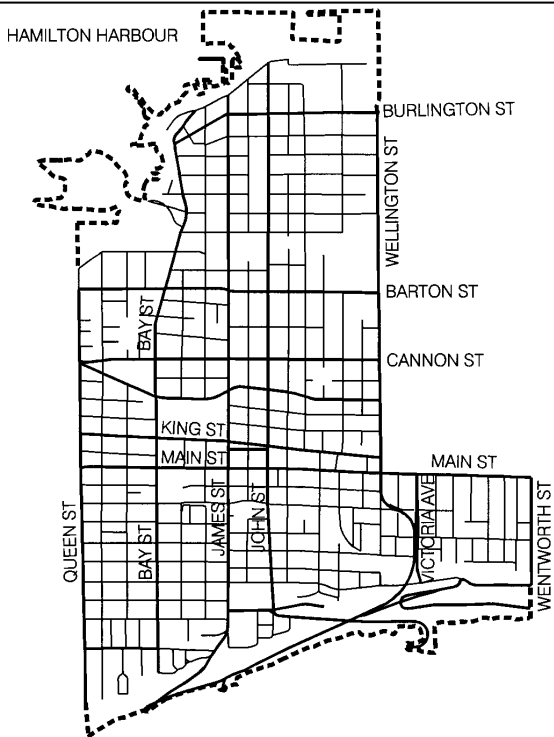 HAMILTON HARBOUR
BURLINGTON ST
WELLINGTON ST
BARTON ST
BAY ST
CANNON ST
KING ST
MAIN ST
MAIN ST
QUEEN ST
BAY ST
JAMES ST
JOHN ST
VICTORIA AVE
WENTWORTH ST